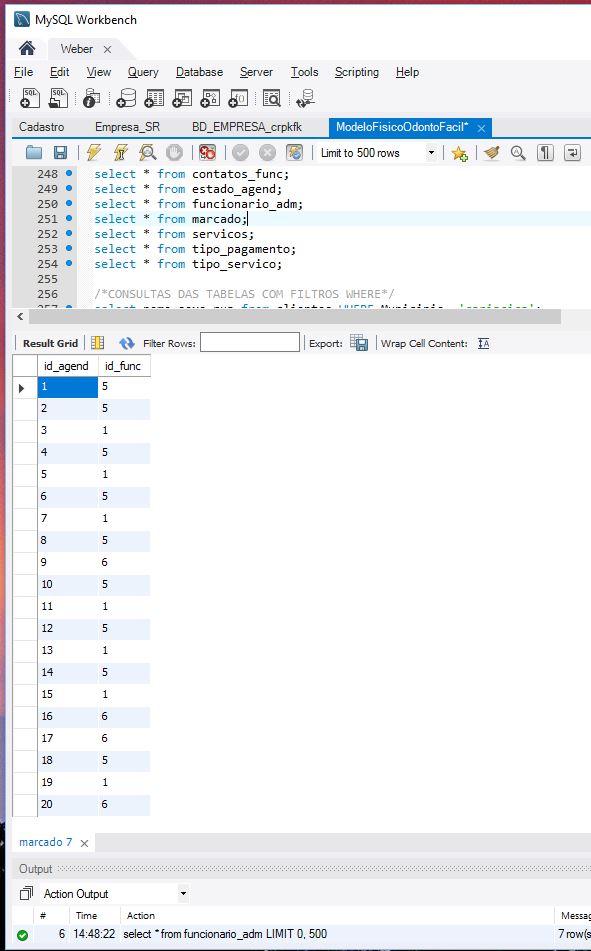 MySQL Workbench
Weber
File Edit View Query Database Server Tools Scripting Help
Cadastro Empresa_SR BD_EMPRESA_crpkfk ModeloFisicoOdontoFacil*
Limit to 500 rows
248 select * from contatos_func;
249 select * from estado_agend;
250 select * from funcionario_adm;
251 select * from marcado;
252 select * from servicos;
253 select * from tipo_pagamento;
254 select * from tipo_servico;
255
256 /*CONSULTAS DAS TABELAS COM FILTROS WHERE*/
Result Grid Filter Rows: Export: Wrap Cell Content:
id_agend id_func
1 5
2 5
3 1
4 5
5 1
6 5
7 1
8 5
9 6
10 5
11 1
12 5
13 1
14 5
15 1
16 6
17 6
18 5
19 1
20 6
marcado 7
Output
Action Output
# Time Action Messag
6 14:48:22 select * from funcionario_adm LIMIT 0, 500 7 row(s